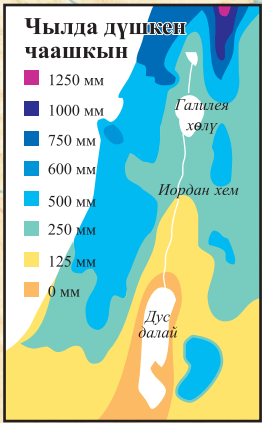 Чылда дүшкен
чаашкын
1250 мм
1000 мм
750 мм
600 мм
500 мм
250 мм
125 мм
0 мм
Галилея
хөлү
Иордан хем
Дус
далай